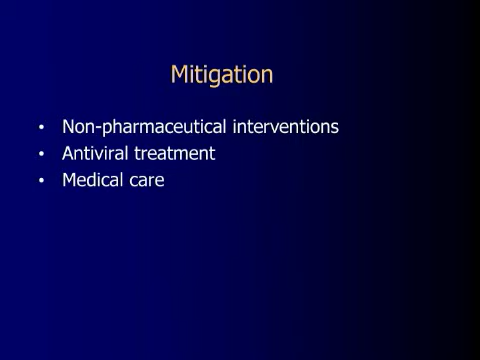 Mitigation
• Non-pharmaceutical interventions
• Antiviral treatment
• Medical care